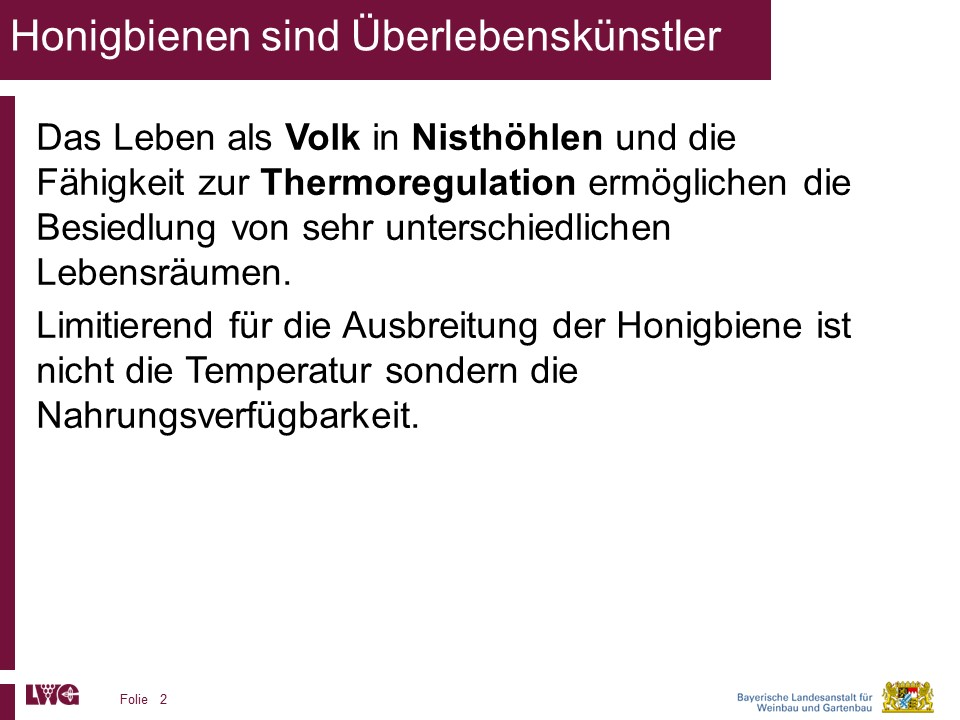 Honigbienen sind Überlebenskünstler
Das Leben als Volk in Nisthöhlen und die
Fähigkeit zur Thermoregulation ermöglichen die
Besiedlung von sehr unterschiedlichen
Lebensräumen.
Limitierend für die Ausbreitung der Honigbiene ist
nicht die Temperatur sondern die
Nahrungsverfügbarkeit.
LWG
Folie 2
Bayerische Landesanstalt für
Weinbau und Gartenbau